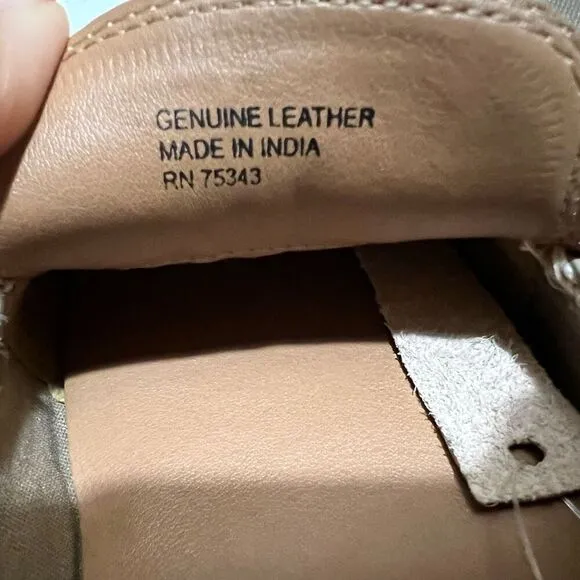 GENUINE LEATHER
MADE IN INDIA
RN 75343